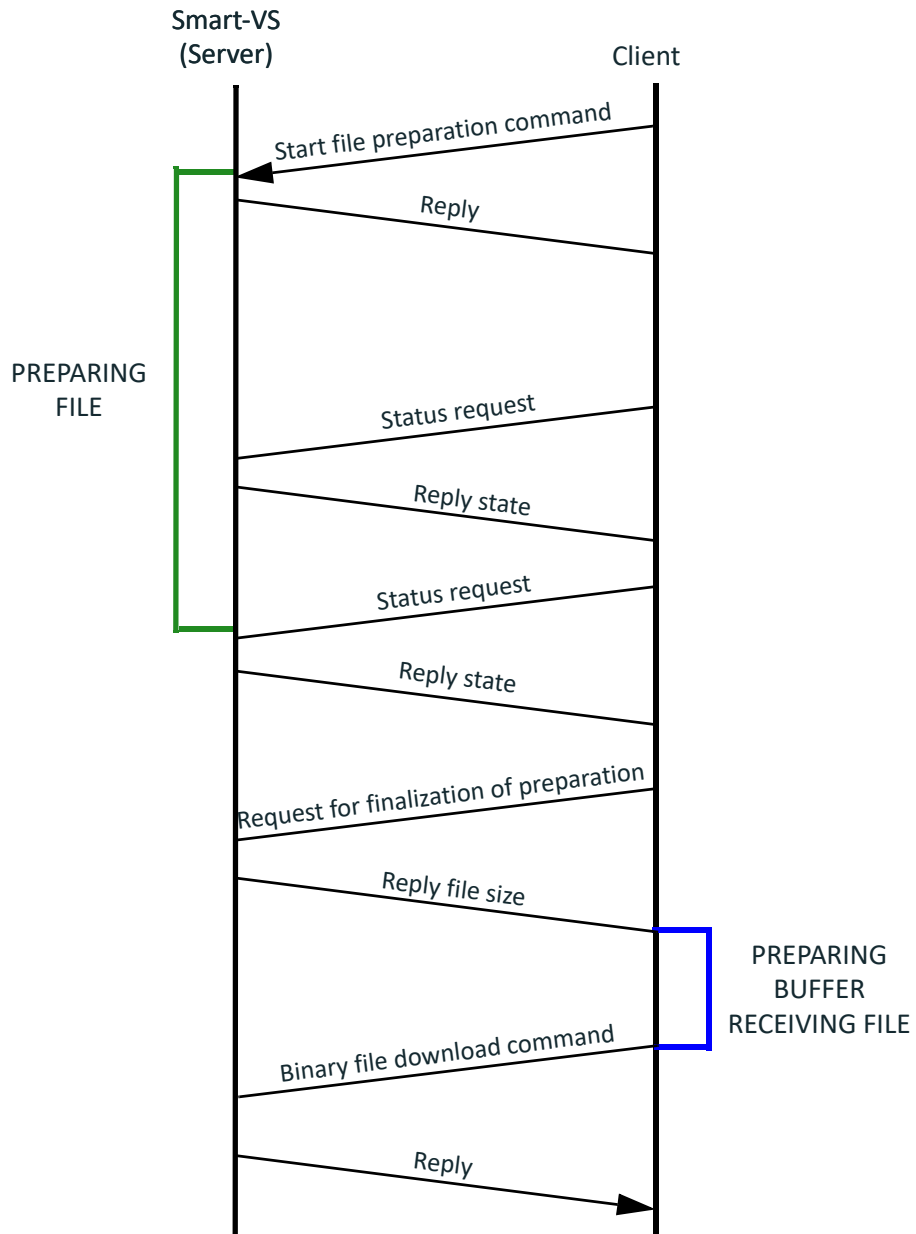 Smart-VS
(Server)
Client
Start file preparation command
Reply
PREPARING
FILE
Status request
Reply state
Status request
Reply state
Request for finalization of preparation
Reply file size
PREPARING
BUFFER
RECEIVING FILE
Binary file download command
Reply